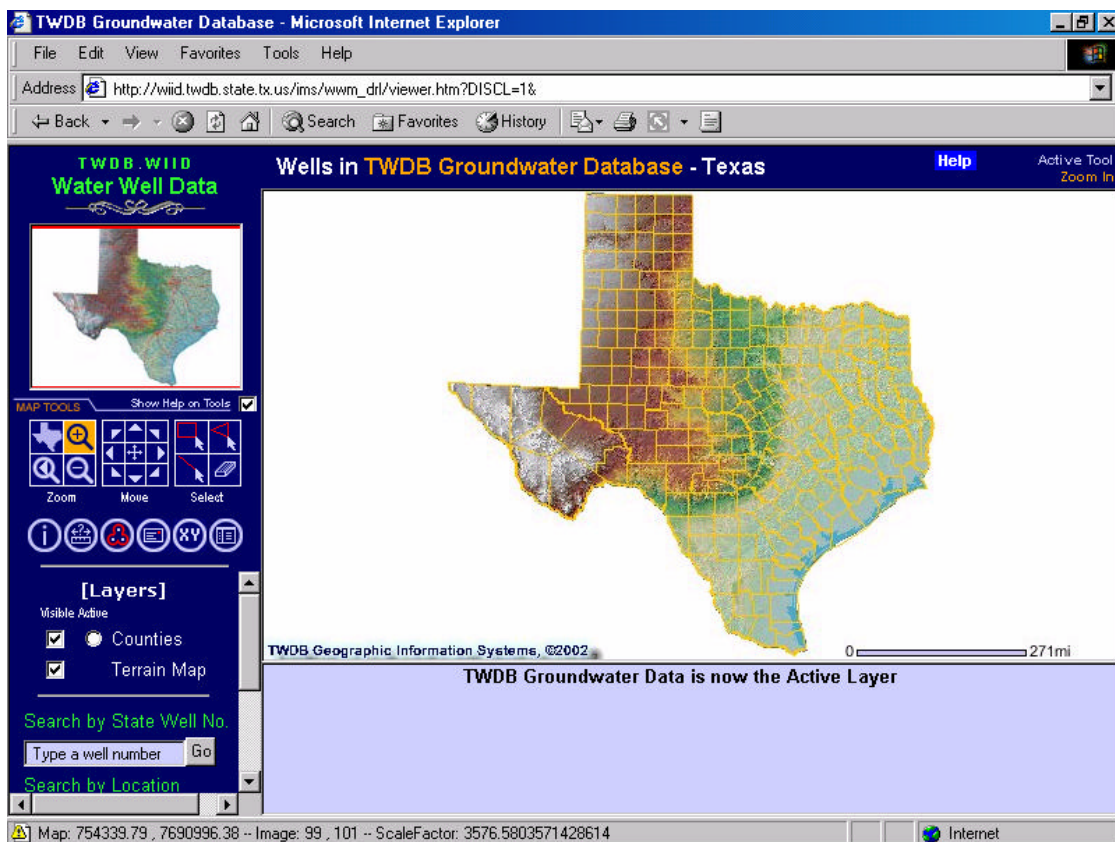 TWDB Groundwater Database - Microsoft Internet Explorer
File Edit View Favorites Tools Help
Address http://wiid.twdb.state.tx.us/ims/wwm_drl/viewer.htm?DISCL=1&
Back Search Favorites History
TWDB.WIID
Water Well Data
Wells in TWDB Groundwater Database - Texas
Help
Active Tool
Zoom In
MAP TOOLS Show Help on Tools
Zoom Move Select
i XY
[Layers]
Visible Active
Counties
Terrain Map
Search by State Well No.
Type a well number Go
Search by Location
TWDB Geographic Information Systems, ©2002
0 271mi
TWDB Groundwater Data is now the Active Layer
Map: 754339.79 , 7690996.38 -- Image: 99 , 101 -- ScaleFactor: 3576.5803571428614
Internet